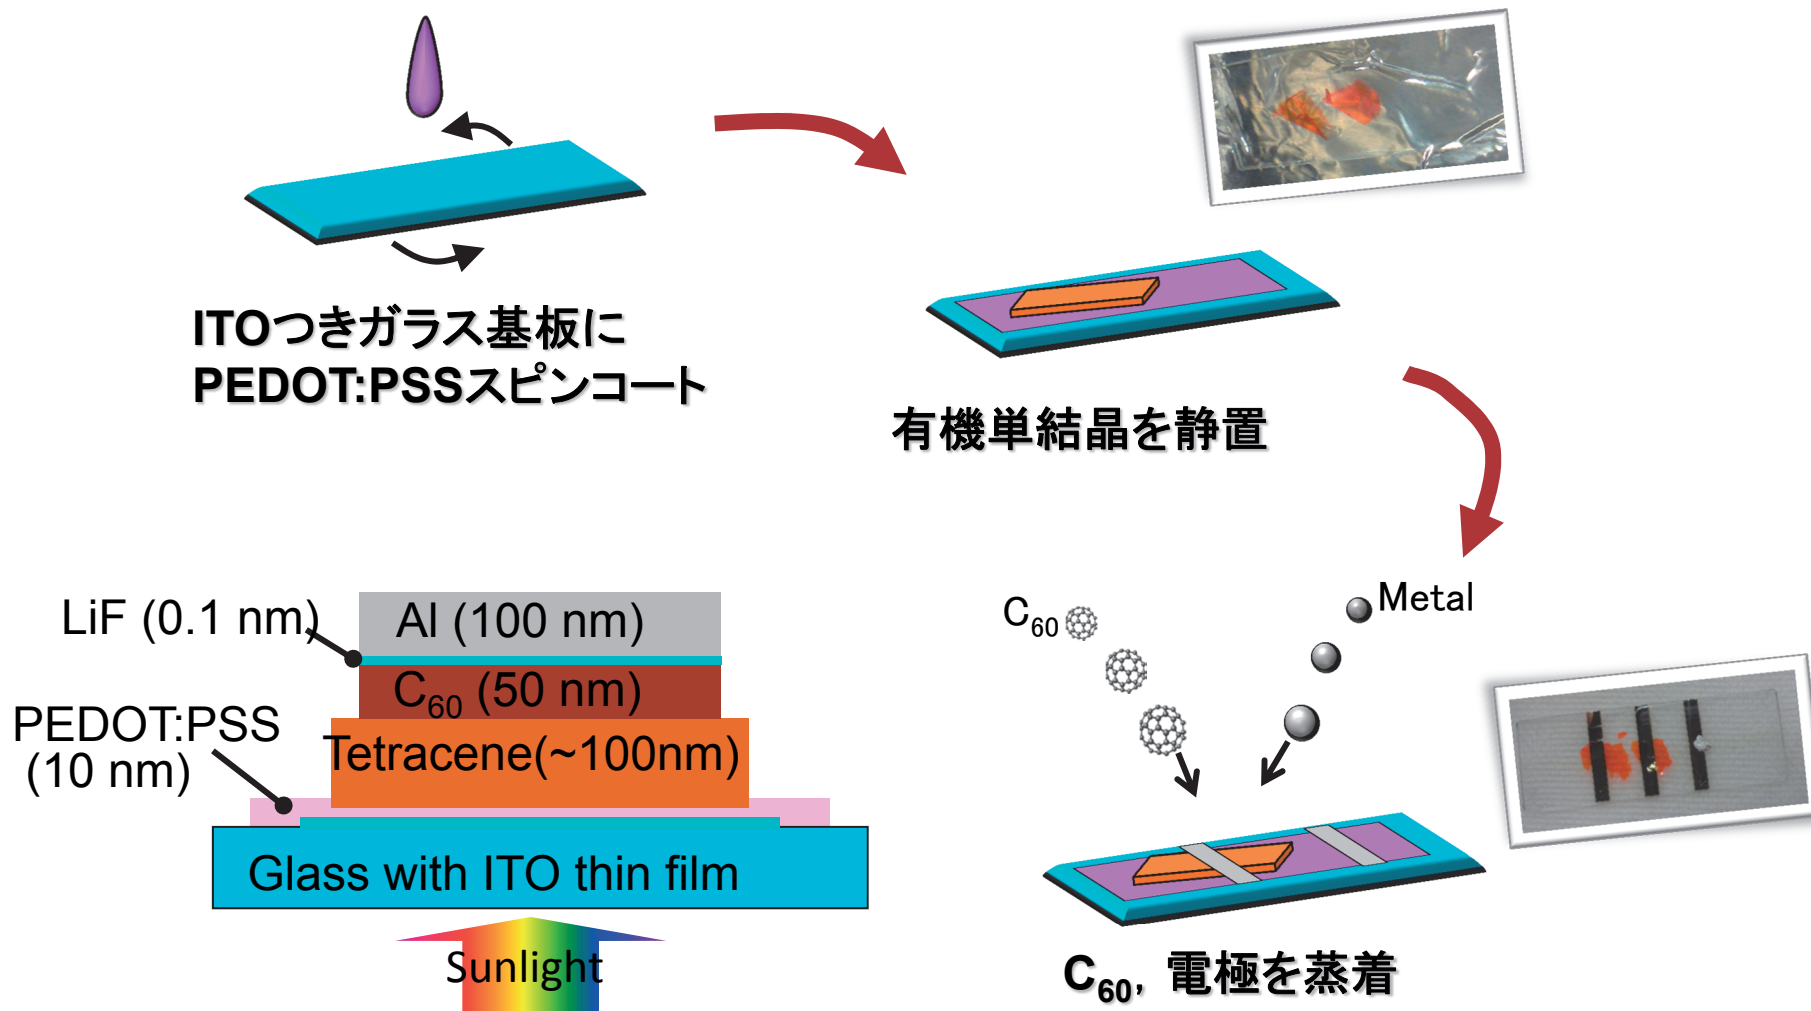 ITOつきガラス基板に
PEDOT:PSSスピンコート
有機単結晶を静置
LiF (0.1 nm)
Al (100 nm)
C₆₀ (50 nm)
PEDOT:PSS
(10 nm)
Tetracene(~100nm)
Glass with ITO thin film
Sunlight
C₆₀
Metal
C₆₀, 電極を蒸着